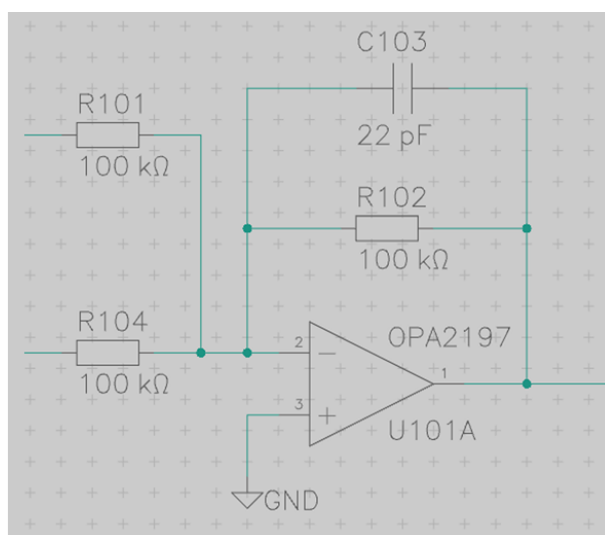 C103
22 pF
R101
100 kΩ
R102
100 kΩ
R104
100 kΩ
OPA2197
2
1
3
U101A
GND